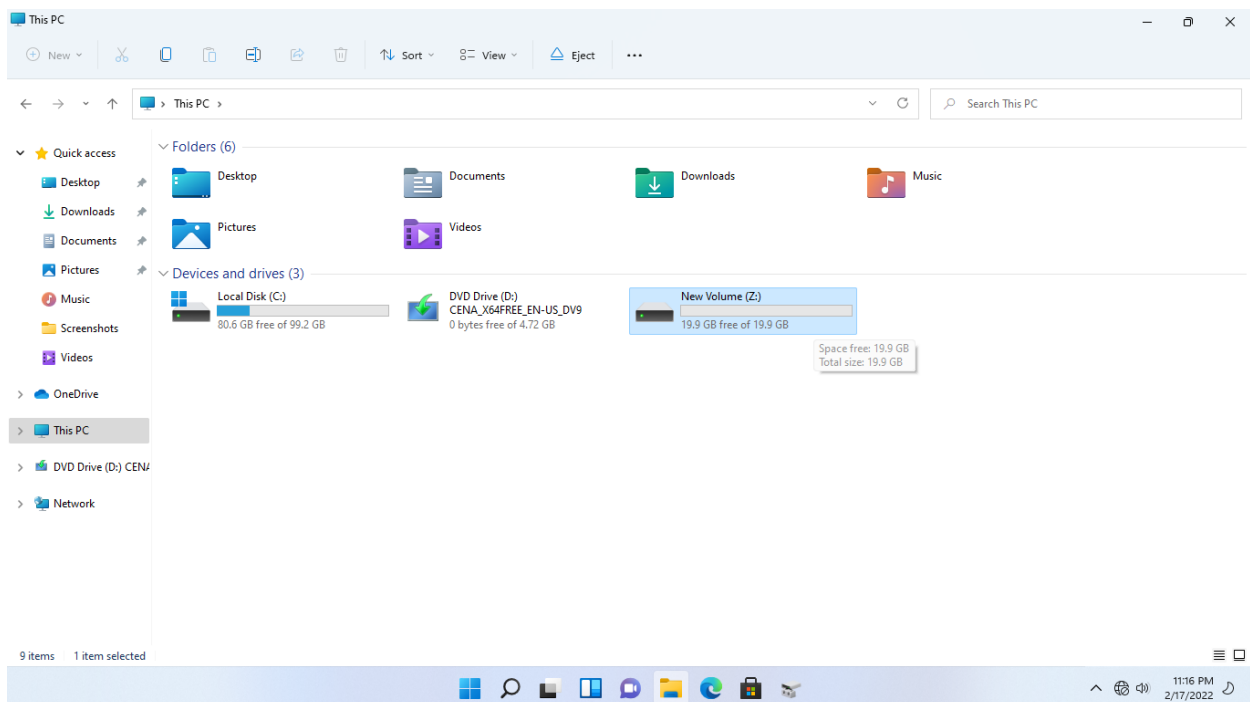 This PC
New
Sort
View
Eject
This PC
Search This PC
Quick access
Desktop
Downloads
Documents
Pictures
Music
Screenshots
Videos
OneDrive
This PC
DVD Drive (D:) CENA
Network
Folders (6)
Desktop
Documents
Downloads
Music
Pictures
Videos
Devices and drives (3)
Local Disk (C:)
80.6 GB free of 99.2 GB
DVD Drive (D:)
CENA_X64FREE_EN-US_DV9
0 bytes free of 4.72 GB
New Volume (Z:)
19.9 GB free of 19.9 GB
Space free: 19.9 GB
Total size: 19.9 GB
9 items 1 item selected
11:16 PM
2/17/2022